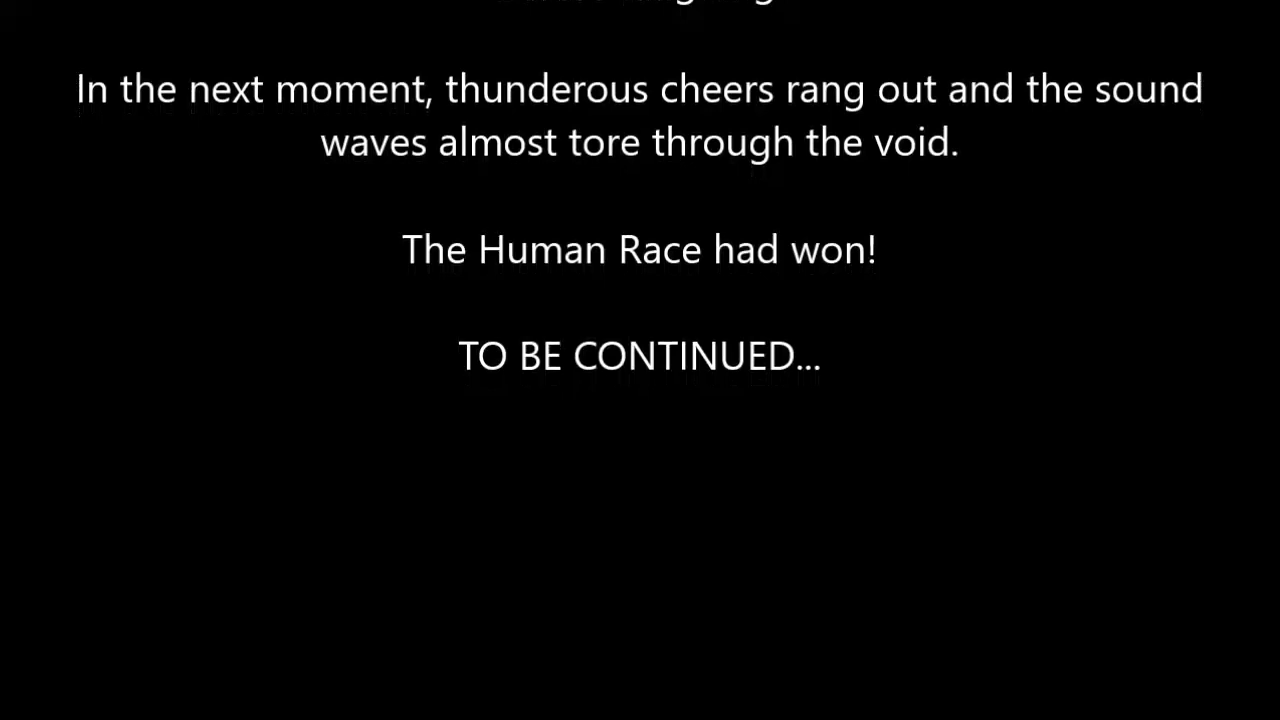 In the next moment, thunderous cheers rang out and the sound
waves almost tore through the void.
The Human Race had won!
TO BE CONTINUED...